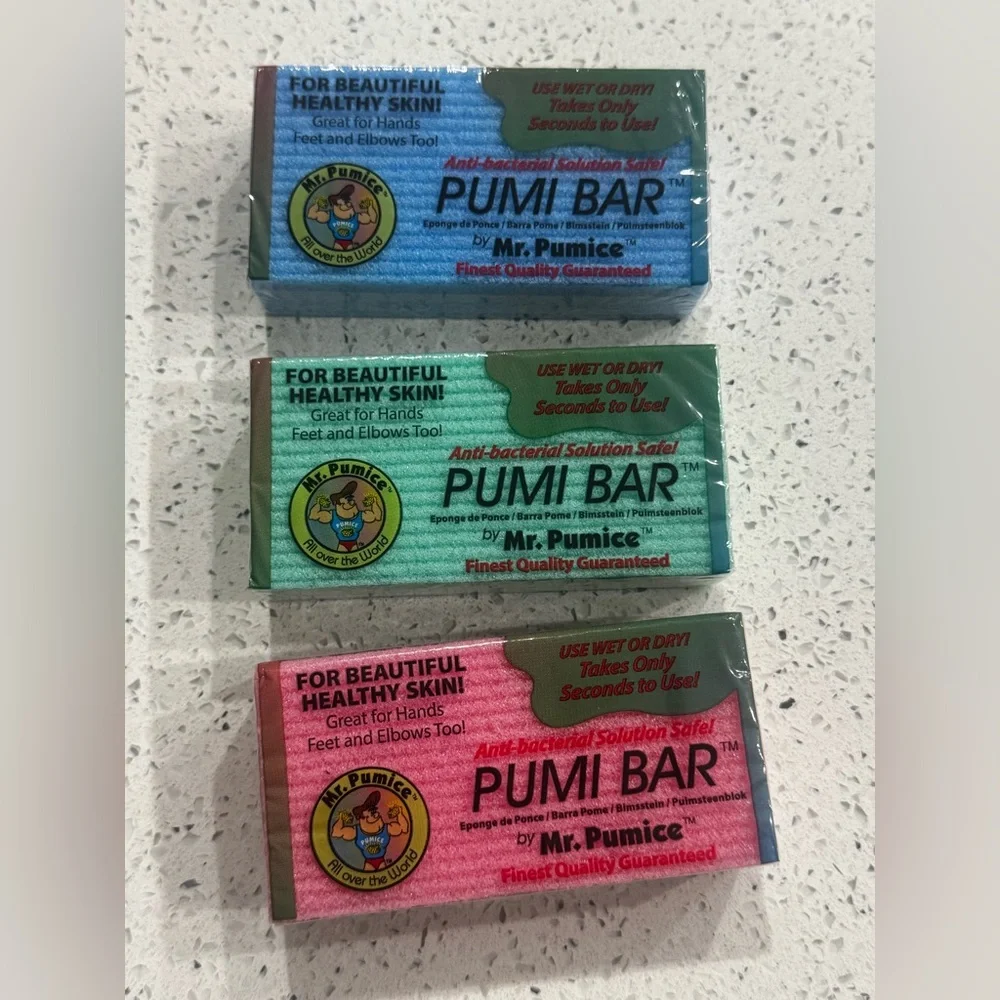 FOR BEAUTIFUL
HEALTHY SKIN!
Great for Hands
Feet and Elbows Too!
USE WET OR DRY!
Takes Only
Seconds to Use!
Anti-bacterial Solution Safe!
PUMI BAR™
Eponge de Ponce / Barra Pome / Bimsstein / Puimsteenblok
by Mr. Pumice™
Finest Quality Guaranteed
Mr. Pumice™
PUMICE
All over the World
FOR BEAUTIFUL
HEALTHY SKIN!
Great for Hands
Feet and Elbows Too!
USE WET OR DRY!
Takes Only
Seconds to Use!
Anti-bacterial Solution Safe!
PUMI BAR™
Eponge de Ponce / Barra Pome / Bimsstein / Puimsteenblok
by Mr. Pumice™
Finest Quality Guaranteed
Mr. Pumice™
PUMICE
All over the World
FOR BEAUTIFUL
HEALTHY SKIN!
Great for Hands
Feet and Elbows Too!
USE WET OR DRY!
Takes Only
Seconds to Use!
Anti-bacterial Solution Safe!
PUMI BAR™
Eponge de Ponce / Barra Pome / Bimsstein / Puimsteenblok
by Mr. Pumice™
Finest Quality Guaranteed
Mr. Pumice™
PUMICE
All over the World